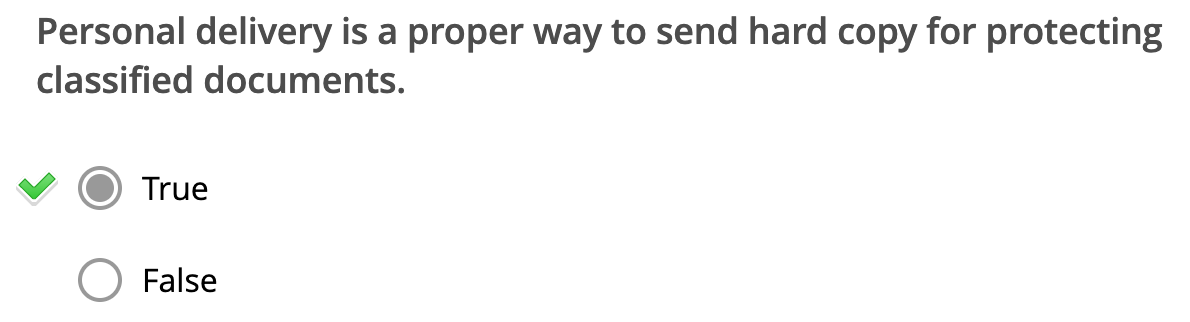 Personal delivery is a proper way to send hard copy for protecting
classified documents.
True
False